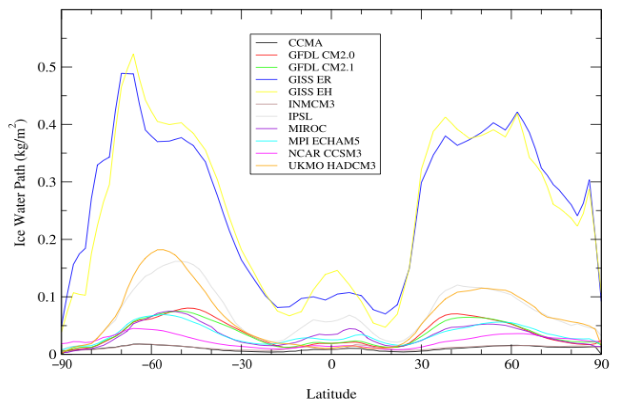 0.5
0.4
0.3
0.2
0.1
0
Ice Water Path (kg/m²)
CCMA
GFDL CM2.0
GFDL CM2.1
GISS ER
GISS EH
INMCM3
IPSL
MIROC
MPI ECHAM5
NCAR CCSM3
UKMO HADCM3
−90 −60 −30 0 30 60 90
Latitude